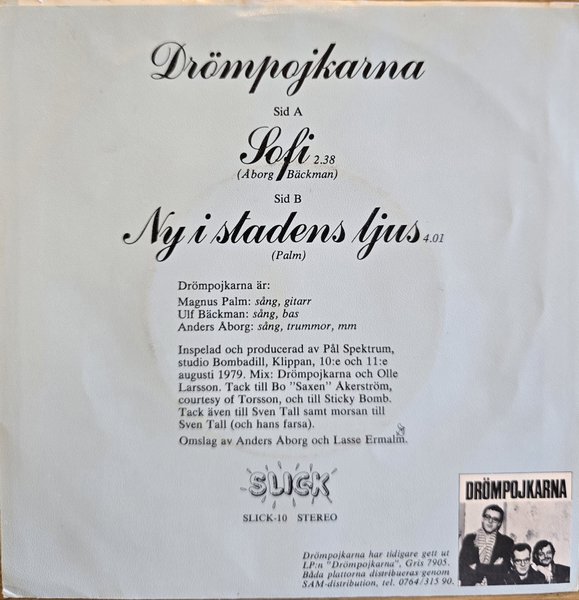 Drömpojkarna
Sid A
Sofi 2.38
(Åborg Bäckman)
Sid B
Ny i stadens ljus 4.01
(Palm)
Drömpojkarna är:
Magnus Palm: sång, gitarr
Ulf Bäckman: sång, bas
Anders Åborg: sång, trummor, mm
Inspelad och producerad av Pål Spektrum,
studio Bombadill, Klippan, 10:e och 11:e
augusti 1979. Mix: Drömpojkarna och Olle
Larsson. Tack till Bo "Saxen" Åkerström,
courtesy of Torsson, och till Sticky Bomb.
Tack även till Sven Tall samt morsan till
Sven Tall (och hans farsa).
Omslag av Anders Aborg och Lasse Ermalm.
SLICK
SLICK-10 STEREO
DRÖMPOJKARNA
Drömpojkarna har tidigare gett ut
LP:n "Drömpojkarna", Gris 7905.
Båda plattorna distribueras genom
SAM-distribution, tel. 0764/315 90.